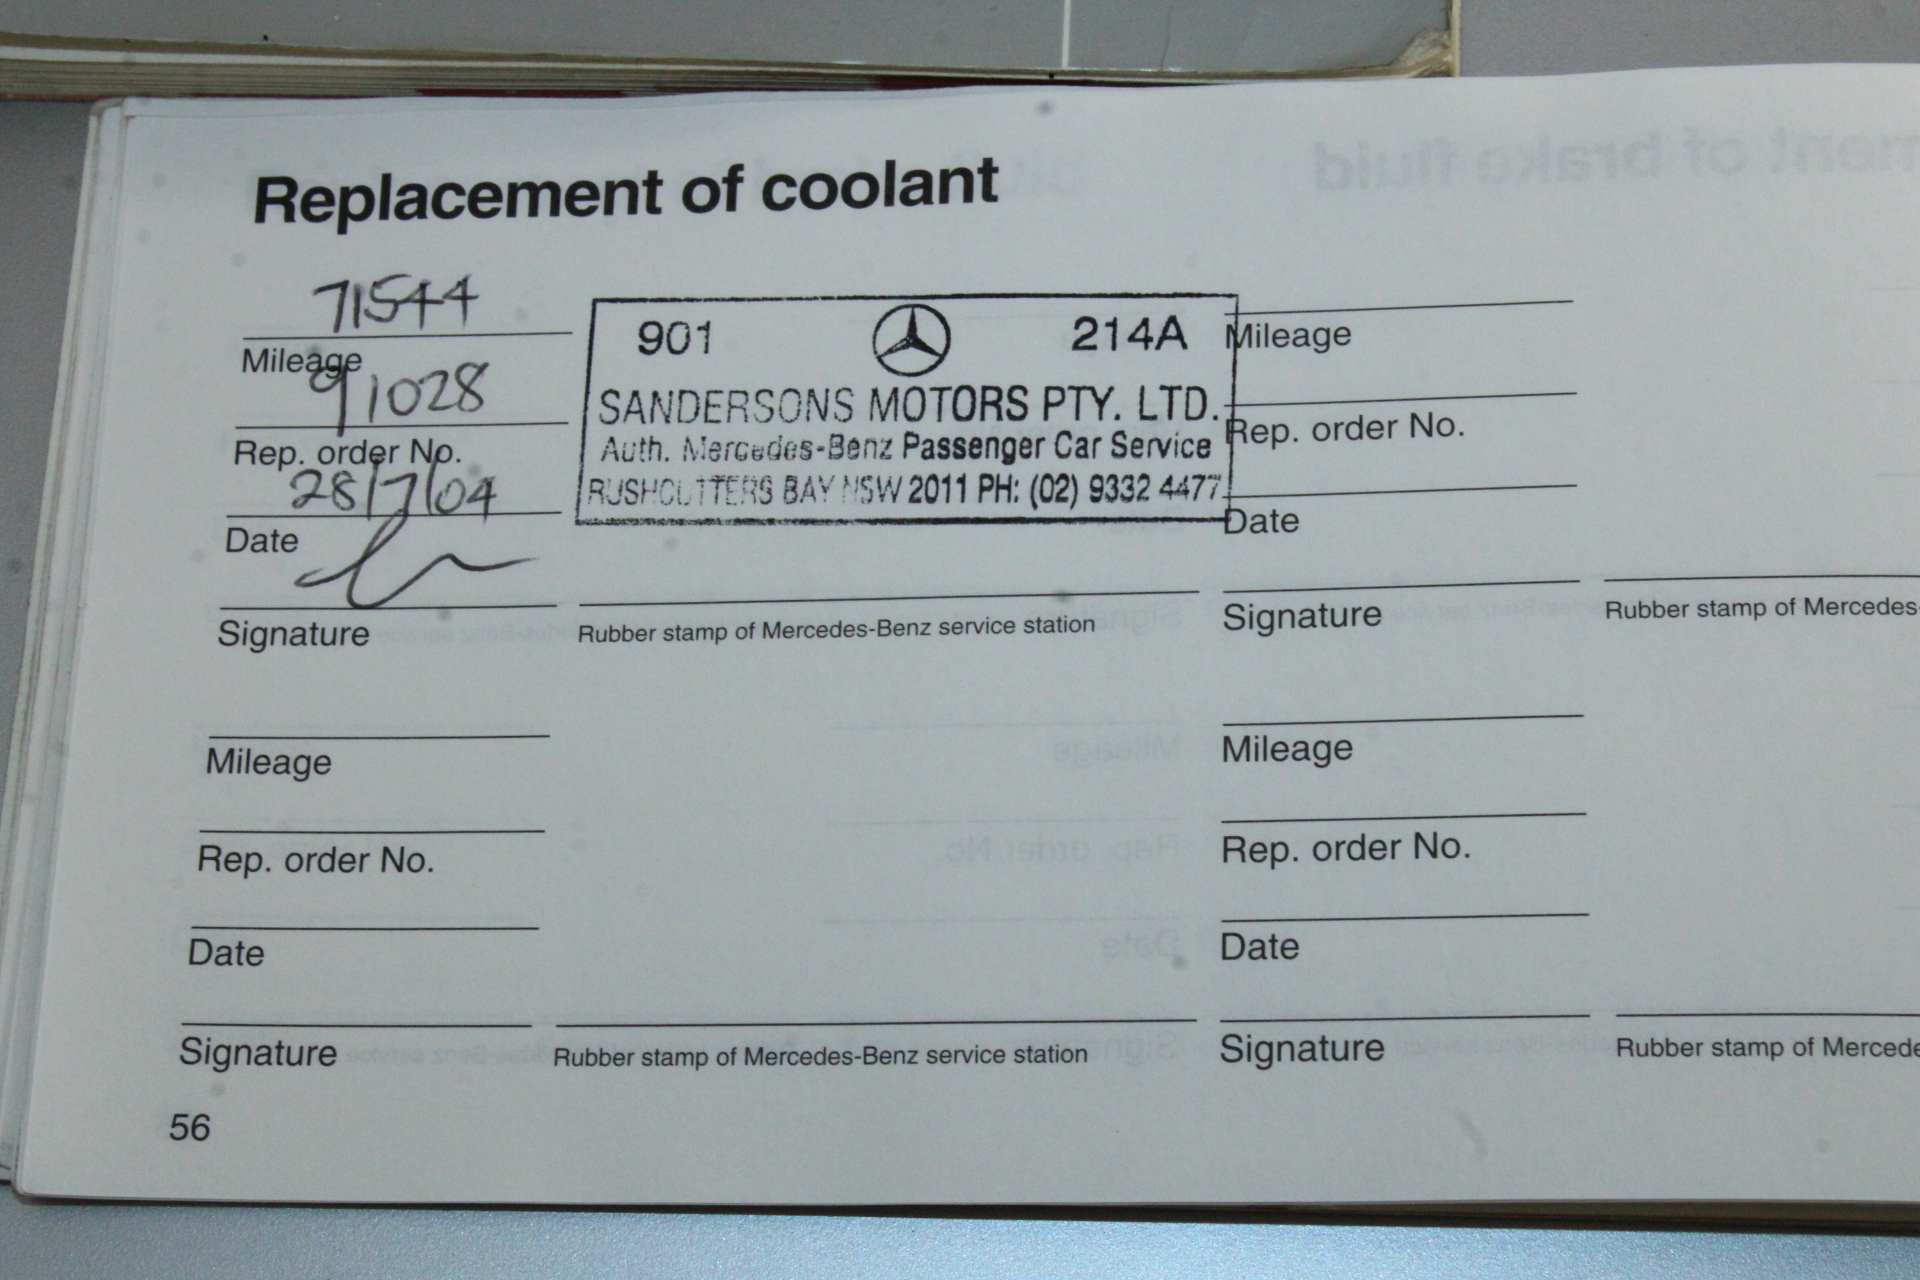 Replacement of coolant
71544
Mileage
91028
Rep. order No.
28/7/04
Date
Signature
901 214A
SANDERSONS MOTORS PTY. LTD.
Auth. Mercedes-Benz Passenger Car Service
RUSHCUTTERS BAY NSW 2011 PH: (02) 9332 4477
Rubber stamp of Mercedes-Benz service station
Mileage
Rep. order No.
Date
Signature
Rubber stamp of Mercedes-
Mileage
Rep. order No.
Date
Signature
Rubber stamp of Mercedes-Benz service station
Mileage
Rep. order No.
Date
Signature
Rubber stamp of Mercede
56